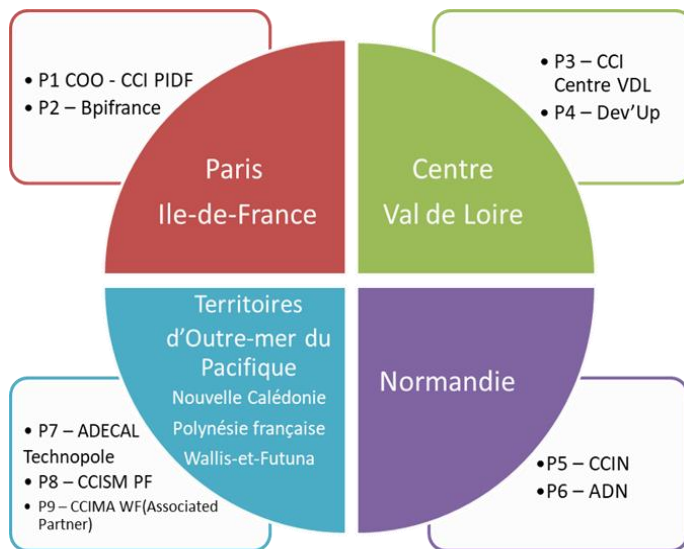 • P1 COO - CCI PIDF
• P2 – Bpifrance
Paris
Ile-de-France
• P3 – CCI
Centre VDL
• P4 – Dev’Up
Centre
Val de Loire
Territoires
d’Outre-mer du
Pacifique
Nouvelle Calédonie
Polynésie française
Wallis-et-Futuna
• P7 – ADECAL
Technopole
• P8 – CCISM PF
• P9 – CCIMA WF(Associated
Partner)
Normandie
•P5 – CCIN
•P6 – ADN